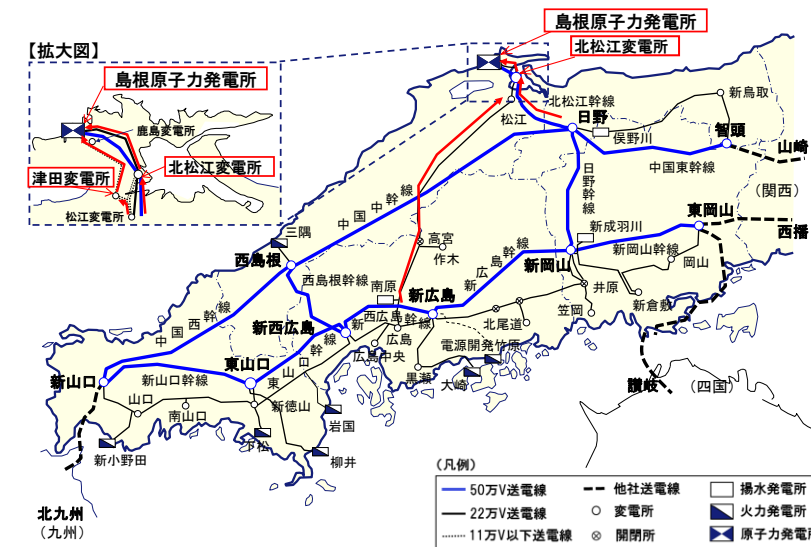 島根原子力発電所
北松江変電所
【拡大図】
島根原子力発電所
鹿島変電所
北松江変電所
津田変電所
松江変電所
北松江幹線
松江
日野
俣野川
新鳥取
智頭
山崎
中国東幹線
（関西）
日野幹線
東岡山
西播
中国中幹線
三隅
西島根
高宮
作木
新成羽川
新岡山幹線
岡山
新岡山
西島根幹線
南原
新広島
新広島幹線
井原
新倉敷
笠岡
中国西幹線
新西広島
新西広島幹線
広島
広島中央
北尾道
電源開発竹原
黒瀬
大崎
東山口
東山口幹線
新山口
新山口幹線
山口
南山口
新徳山
岩国
下松
柳井
新小野田
讃岐
（四国）
北九州
（九州）
（凡例）
50万V送電線
他社送電線
揚水発電所
22万V送電線
変電所
火力発電所
11万V以下送電線
開閉所
原子力発電所